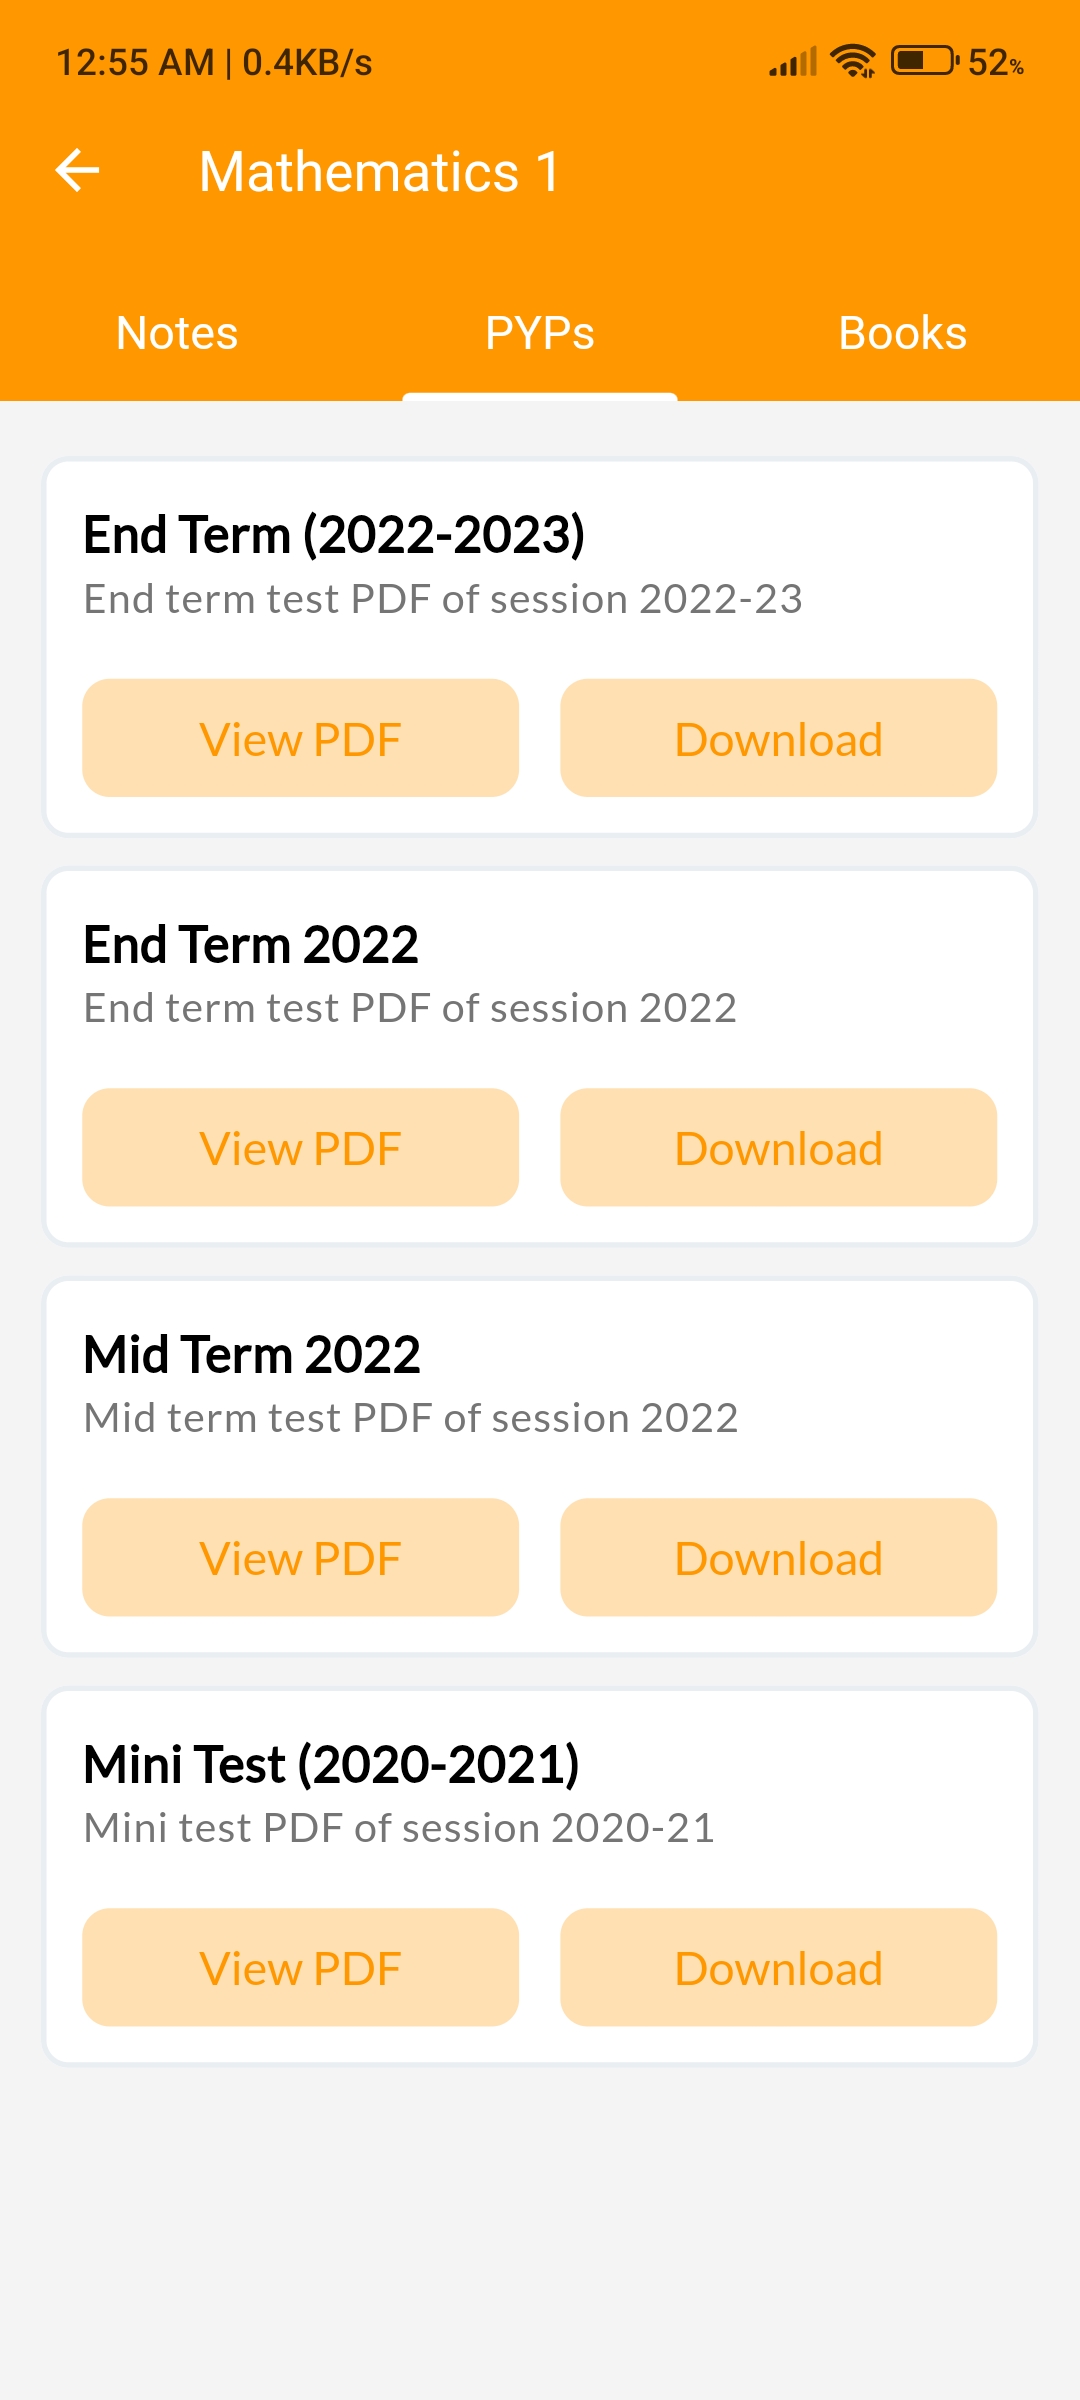 12:55 AM | 0.4KB/s 52%
Mathematics 1
Notes PYPs Books
End Term (2022-2023)
End term test PDF of session 2022-23
View PDF Download
End Term 2022
End term test PDF of session 2022
View PDF Download
Mid Term 2022
Mid term test PDF of session 2022
View PDF Download
Mini Test (2020-2021)
Mini test PDF of session 2020-21
View PDF Download